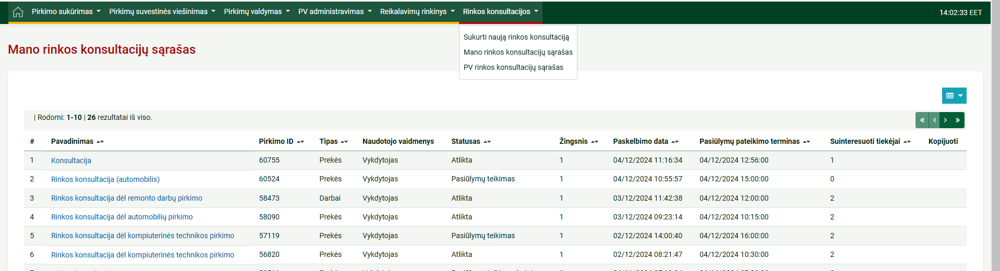 Pirkimo sukūrimas Pirkimų suvestinės viešinimas Pirkimų valdymas PV administravimas Reikalavimų rinkinys Rinkos konsultacijos 14:02:33 EET
Sukurti naują rinkos konsultaciją
Mano rinkos konsultacijų sąrašas
PV rinkos konsultacijų sąrašas
Mano rinkos konsultacijų sąrašas
| Rodomi: 1-10 | 26 rezultatai iš viso.
# Pavadinimas Pirkimo ID Tipas Naudotojo vaidmenys Statusas Žingsnis Paskelbimo data Pasiūlymų pateikimo terminas Suinteresuoti tiekėjai Kopijuoti
1 Konsultacija 60755 Prekės Vykdytojas Atlikta 1 04/12/2024 11:16:34 04/12/2024 12:56:00 1
2 Rinkos konsultacija (automobilis) 60524 Prekės Vykdytojas Pasiūlymų teikimas 1 04/12/2024 10:55:57 04/12/2024 15:00:00 0
3 Rinkos konsultacija dėl remonto darbų pirkimo 58473 Darbai Vykdytojas Atlikta 1 03/12/2024 11:42:38 04/12/2024 12:00:00 2
4 Rinkos konsultacija dėl automobilių pirkimo 58090 Prekės Vykdytojas Atlikta 1 03/12/2024 09:23:14 04/12/2024 10:15:00 2
5 Rinkos konsultacija dėl kompiuterinės technikos pirkimo 57119 Prekės Vykdytojas Pasiūlymų teikimas 1 02/12/2024 14:00:40 04/12/2024 16:00:00 2
6 Rinkos konsultacija dėl kompiuterinės technikos pirkimo 56820 Prekės Vykdytojas Atlikta 1 02/12/2024 08:21:47 04/12/2024 10:30:00 2